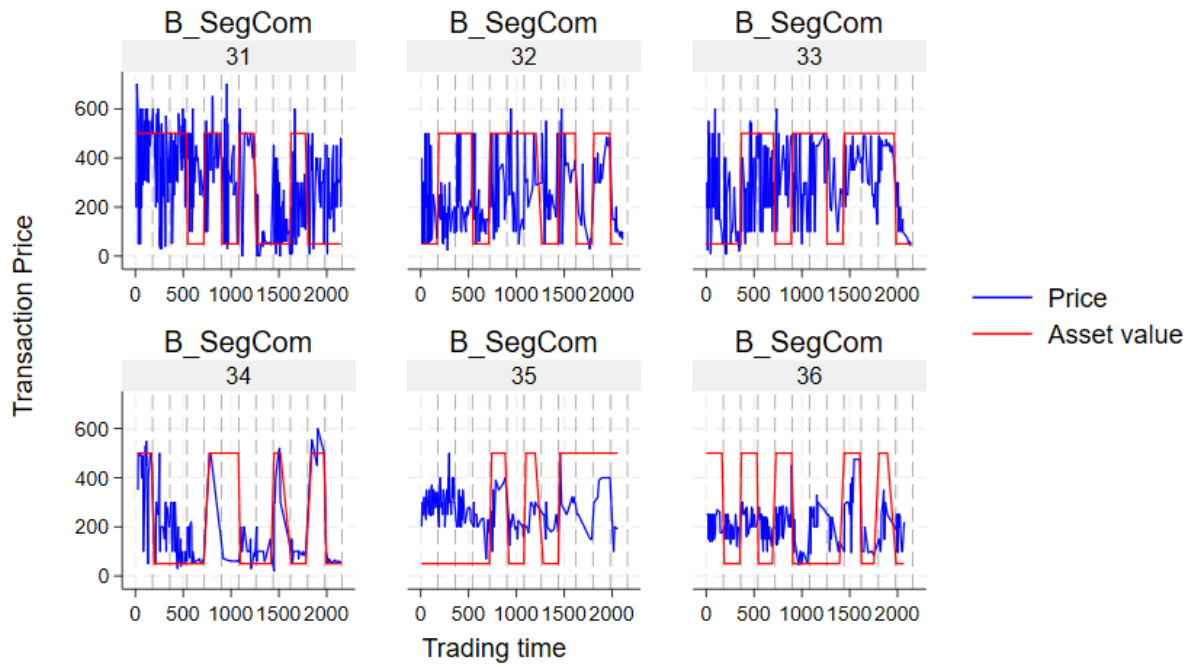 B_SegCom B_SegCom B_SegCom
31 32 33
600
400
200
0
0 500 1000 1500 2000 0 500 1000 1500 2000 0 500 1000 1500 2000
Transaction Price
Price
Asset value
B_SegCom B_SegCom B_SegCom
34 35 36
600
400
200
0
0 500 1000 1500 2000 0 500 1000 1500 2000 0 500 1000 1500 2000
Trading time